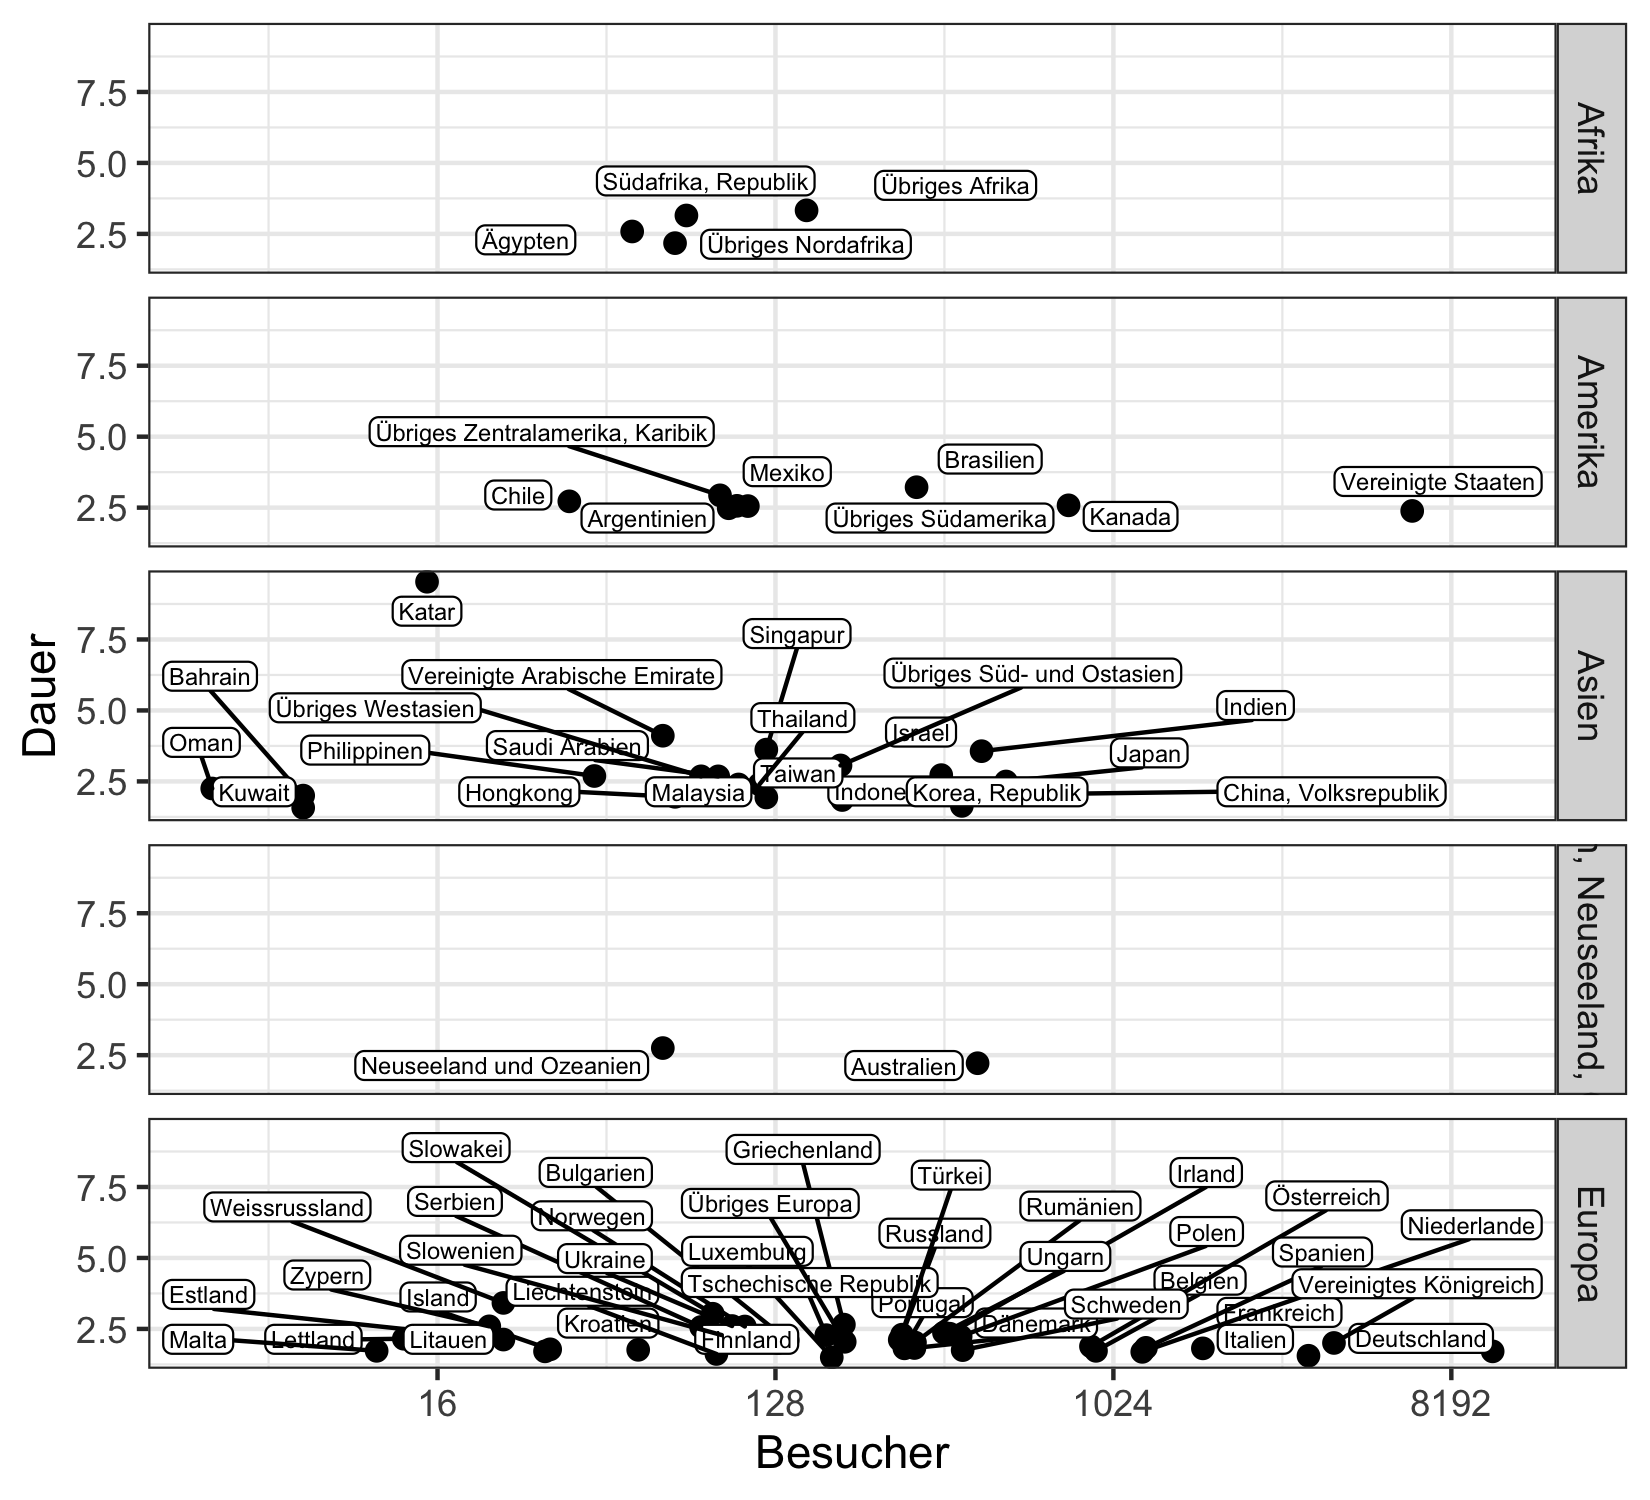 7.5
5.0
2.5
Südafrika, Republik
Übriges Afrika
Ägypten
Übriges Nordafrika
Afrika
7.5
5.0
2.5
Übriges Zentralamerika, Karibik
Mexiko
Brasilien
Chile
Argentinien
Übriges Südamerika
Kanada
Vereinigte Staaten
Amerika
7.5
5.0
2.5
Katar
Singapur
Bahrain
Vereinigte Arabische Emirate
Übriges Süd- und Ostasien
Übriges Westasien
Thailand
Indien
Oman
Philippinen
Saudi Arabien
Israel
Japan
Taiwan
Kuwait
Hongkong
Malaysia
Indone
Korea, Republik
China, Volksrepublik
Asien
7.5
5.0
2.5
Neuseeland und Ozeanien
Australien
, Neuseeland,
7.5
5.0
2.5
Slowakei
Griechenland
Bulgarien
Türkei
Irland
Weissrussland
Serbien
Norwegen
Übriges Europa
Rumänien
Österreich
Russland
Polen
Niederlande
Slowenien
Ukraine
Luxemburg
Ungarn
Spanien
Zypern
Tschechische Republik
Belgien
Vereinigtes Königreich
Estland
Island
Liechtenstein
Portugal
Schweden
Frankreich
Kroatien
Dänemark
Malta
Lettland
Litauen
Finnland
Italien
Deutschland
Europa
16
128
1024
8192
Besucher
Dauer